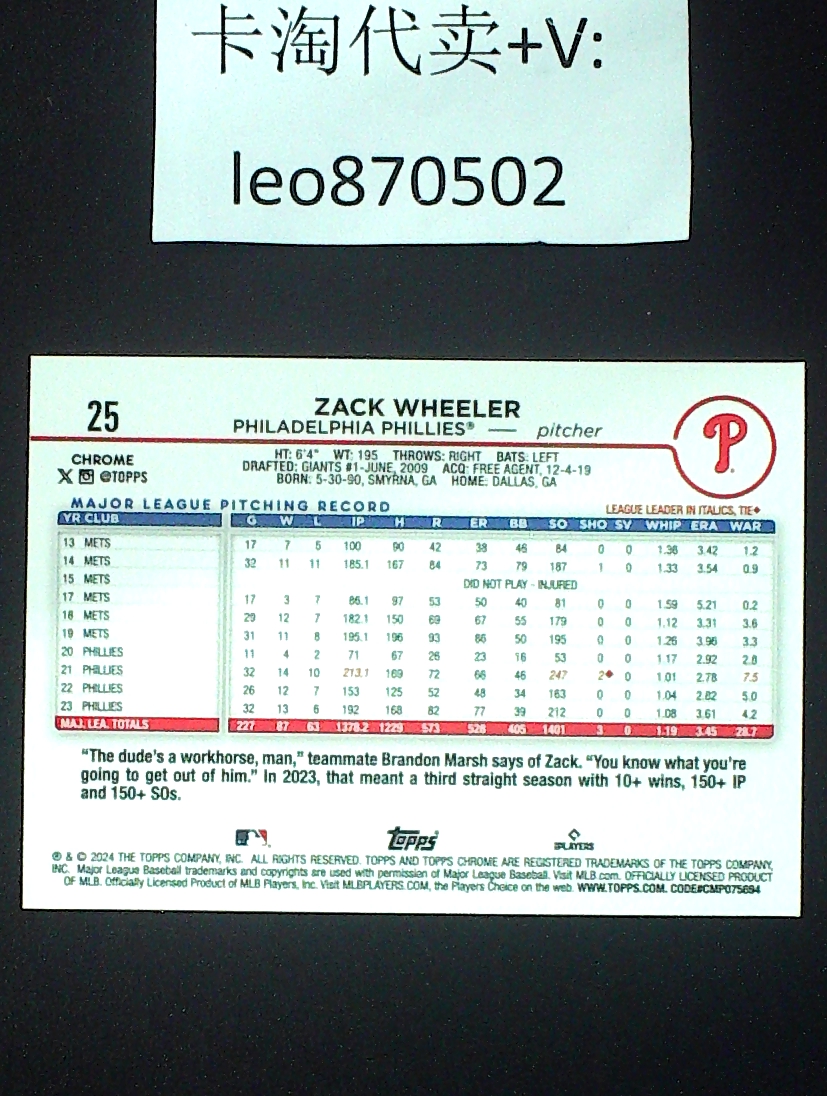 卡淘代卖+V:
leo870502
25
ZACK WHEELER
PHILADELPHIA PHILLIES® — pitcher
P
CHROME
@TOPPS
HT: 6'4" WT: 195 THROWS: RIGHT BATS: LEFT
DRAFTED: GIANTS #1-JUNE, 2009 ACQ: FREE AGENT, 12-4-19
BORN: 5-30-90, SMYRNA, GA HOME: DALLAS, GA
MAJOR LEAGUE PITCHING RECORD
LEAGUE LEADER IN ITALICS, TIE◆
YR CLUB G W L IP H R ER BB SO SHO SV WHIP ERA WAR
13 METS 17 7 5 100 90 42 38 46 84 0 0 1.36 3.42 1.2
14 METS 32 11 11 185.1 167 84 73 79 187 1 0 1.33 3.54 0.9
15 METS DID NOT PLAY - INJURED
17 METS 17 3 7 86.1 97 53 50 40 81 0 0 1.59 5.21 0.2
18 METS 29 12 7 182.1 150 69 67 55 179 0 0 1.12 3.31 3.6
19 METS 31 11 8 195.1 196 93 86 50 195 0 0 1.26 3.96 3.3
20 PHILLIES 11 4 2 71 67 26 23 16 53 0 0 1.17 2.92 2.8
21 PHILLIES 32 14 10 213.1 169 72 66 46 247 2◆ 0 1.01 2.78 7.5
22 PHILLIES 26 12 7 153 125 52 48 34 163 0 0 1.04 2.82 5.0
23 PHILLIES 32 13 6 192 168 82 77 39 212 0 0 1.08 3.61 4.2
MAJ. LEA. TOTALS 227 87 63 1378.2 1229 573 528 405 1401 3 0 1.19 3.45 28.7
"The dude's a workhorse, man," teammate Brandon Marsh says of Zack. "You know what you're
going to get out of him." In 2023, that meant a third straight season with 10+ wins, 150+ IP
and 150+ SOs.
Topps PLAYERS
® & © 2024 THE TOPPS COMPANY, INC. ALL RIGHTS RESERVED. TOPPS AND TOPPS CHROME ARE REGISTERED TRADEMARKS OF THE TOPPS COMPANY,
INC. Major League Baseball trademarks and copyrights are used with permission of Major League Baseball. Visit MLB.com. OFFICIALLY LICENSED PRODUCT
OF MLB. Officially Licensed Product of MLB Players, Inc. Visit MLBPLAYERS.COM, the Players Choice on the web. WWW.TOPPS.COM. CODE#CMP075694